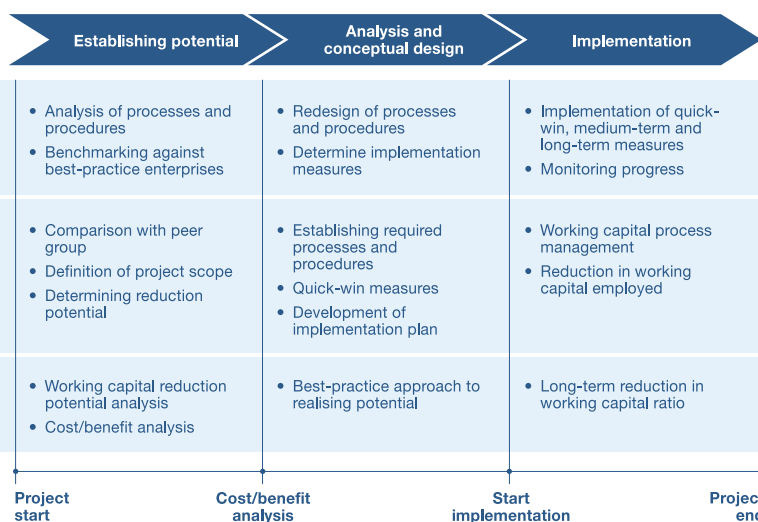 Establishing potential
Analysis and
conceptual design
Implementation
• Analysis of processes and
procedures
• Benchmarking against
best-practice enterprises
• Redesign of processes
and procedures
• Determine implementation
measures
• Implementation of quick-
win, medium-term and
long-term measures
• Monitoring progress
• Comparison with peer
group
• Definition of project scope
• Determining reduction
potential
• Establishing required
processes and
procedures
• Quick-win measures
• Development of
implementation plan
• Working capital process
management
• Reduction in working
capital employed
• Working capital reduction
potential analysis
• Cost/benefit analysis
• Best-practice approach to
realising potential
• Long-term reduction in
working capital ratio
Project
start
Cost/benefit
analysis
Start
implementation
Project
end